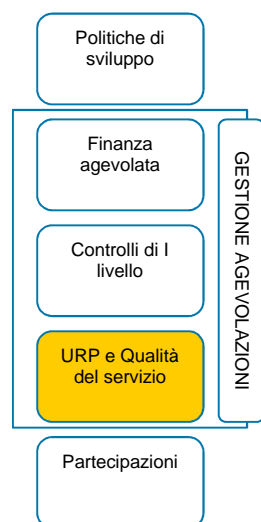 Politiche di
sviluppo
Finanza
agevolata
GESTIONE AGEVOLAZIONI
Controlli di I
livello
URP e Qualità
del servizio
Partecipazioni